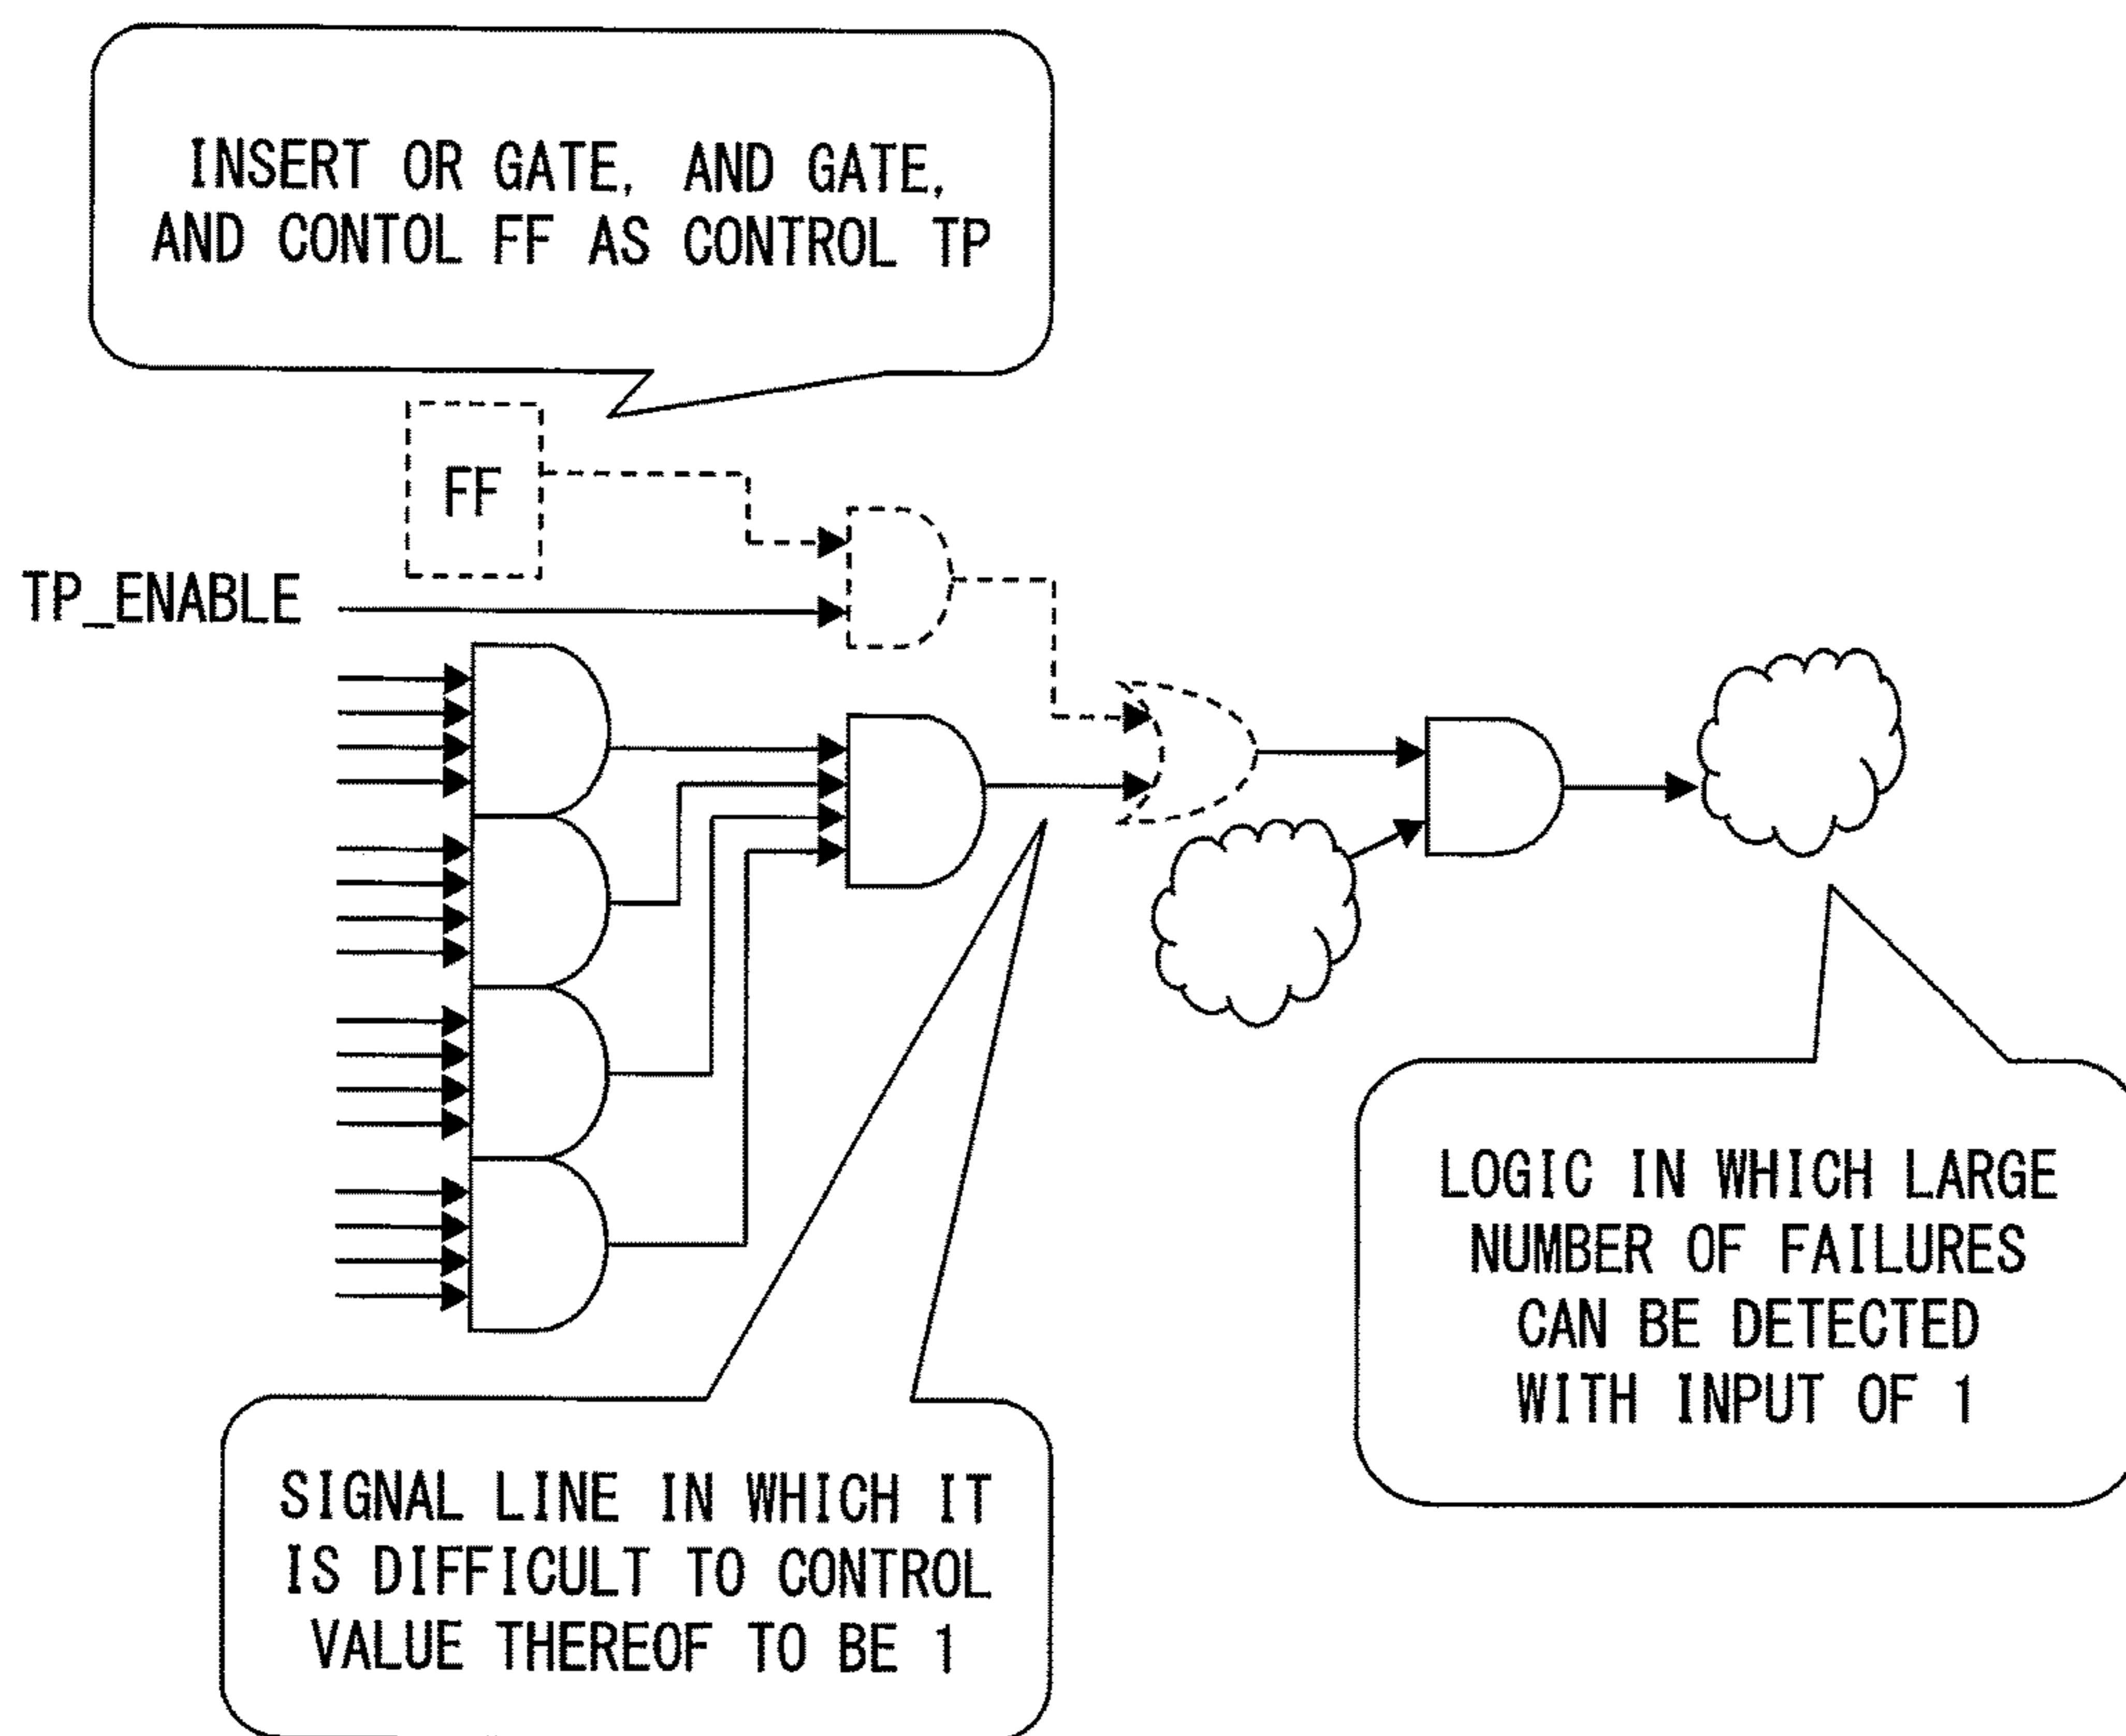 INSERT OR GATE, AND GATE,
AND CONTOL FF AS CONTROL TP
FF
TP_ENABLE
LOGIC IN WHICH LARGE
NUMBER OF FAILURES
CAN BE DETECTED
WITH INPUT OF 1
SIGNAL LINE IN WHICH IT
IS DIFFICULT TO CONTROL
VALUE THEREOF TO BE 1